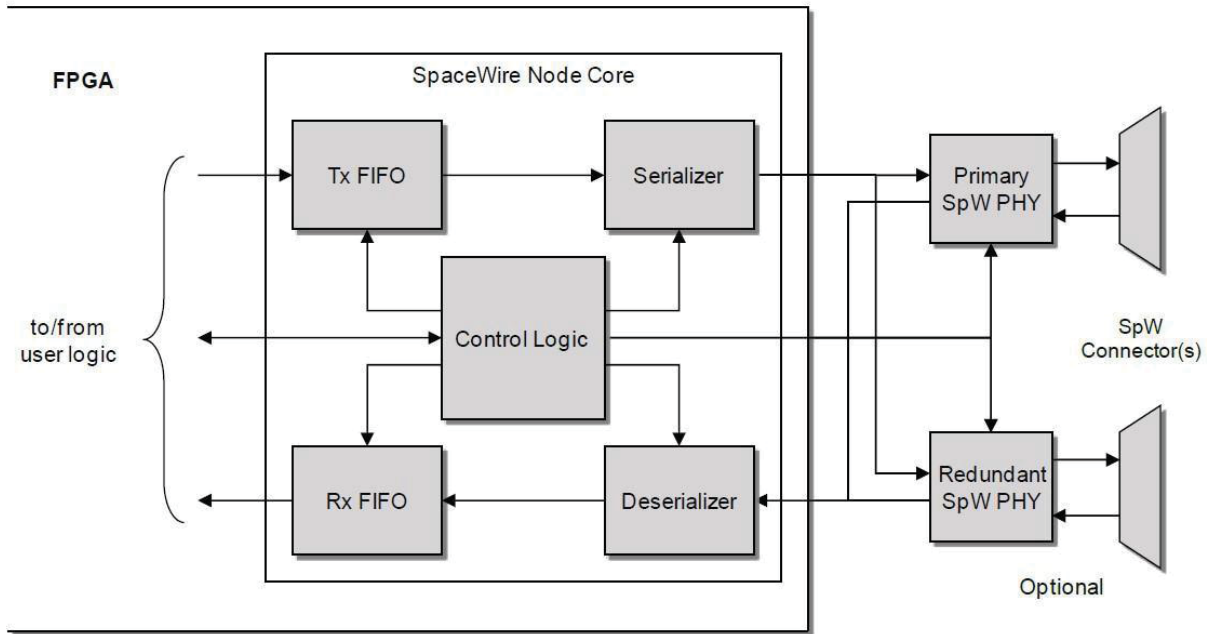 FPGA
SpaceWire Node Core
Tx FIFO
Serializer
Primary
SpW PHY
to/from
user logic
Control Logic
SpW
Connector(s)
Rx FIFO
Deserializer
Redundant
SpW PHY
Optional